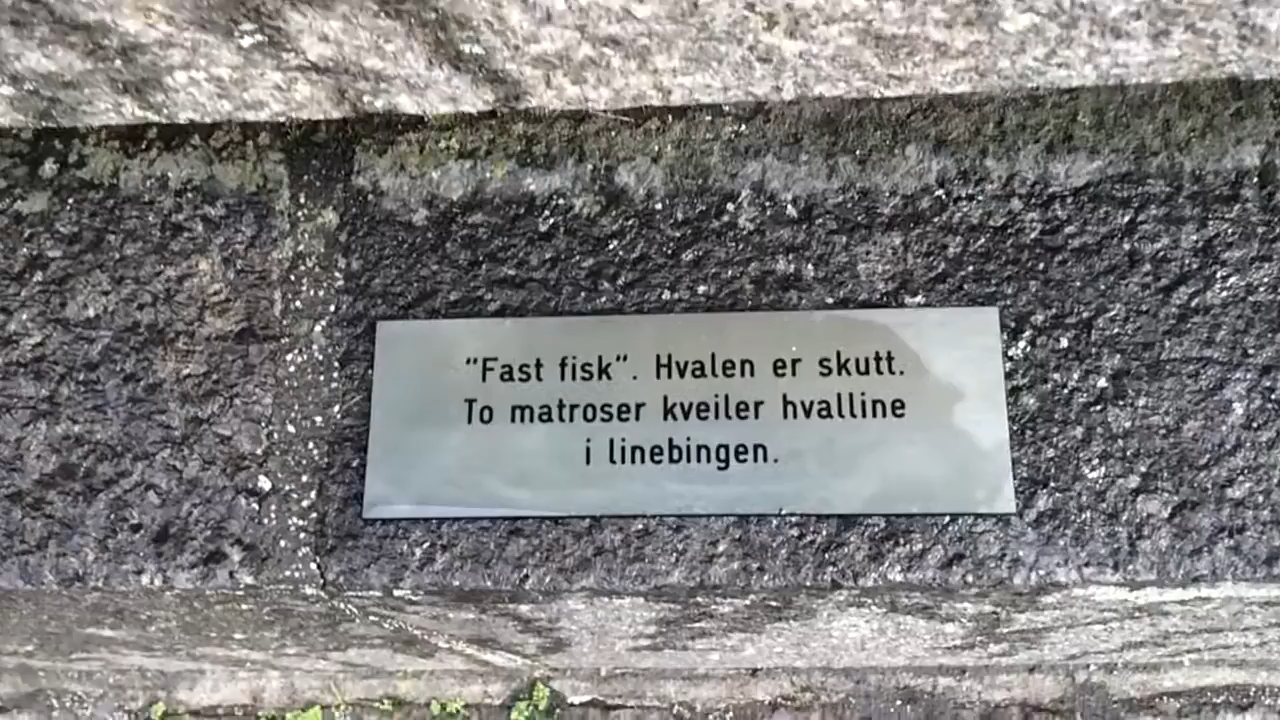 "Fast fisk". Hvalen er skutt.
To matroser kveiler hvalline
i linebingen.